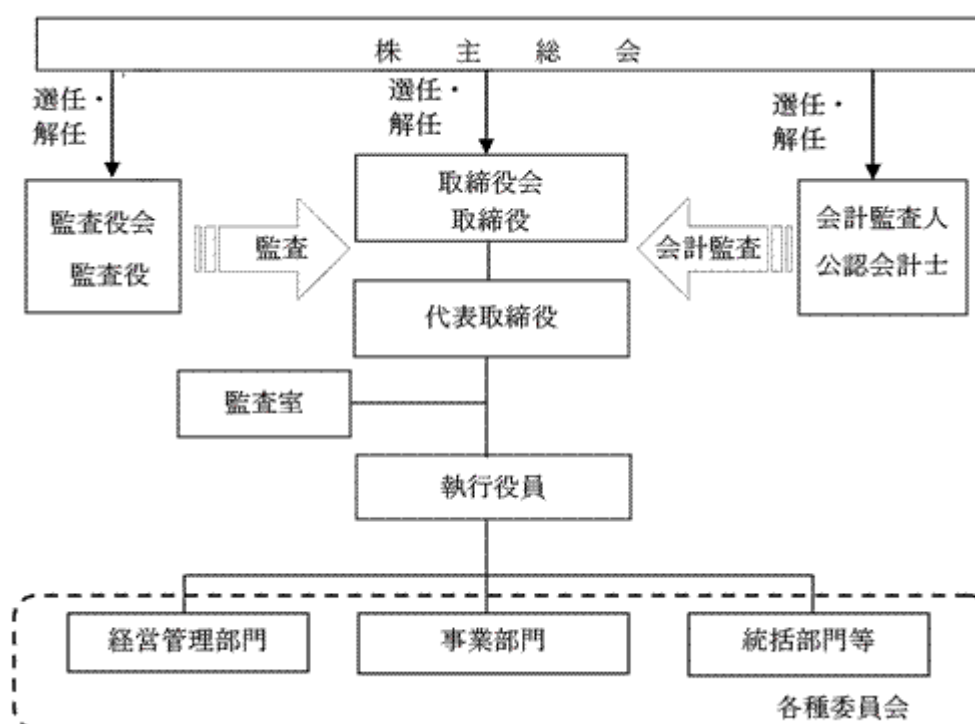 株主総会
選任・
解任
選任・
解任
選任・
解任
監査役会
監査役
監査
取締役会
取締役
会計監査
会計監査人
公認会計士
代表取締役
監査室
執行役員
経営管理部門
事業部門
統括部門等
各種委員会